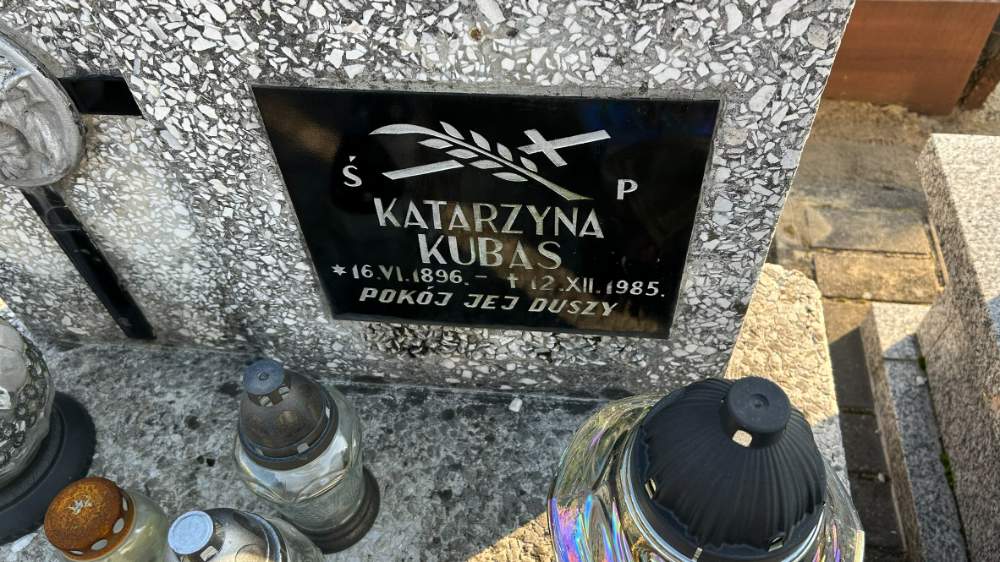 Ś P
KATARZYNA
KUBAS
*16.VI.1896.- †12.XII.1985.
POKÓJ JEJ DUSZY